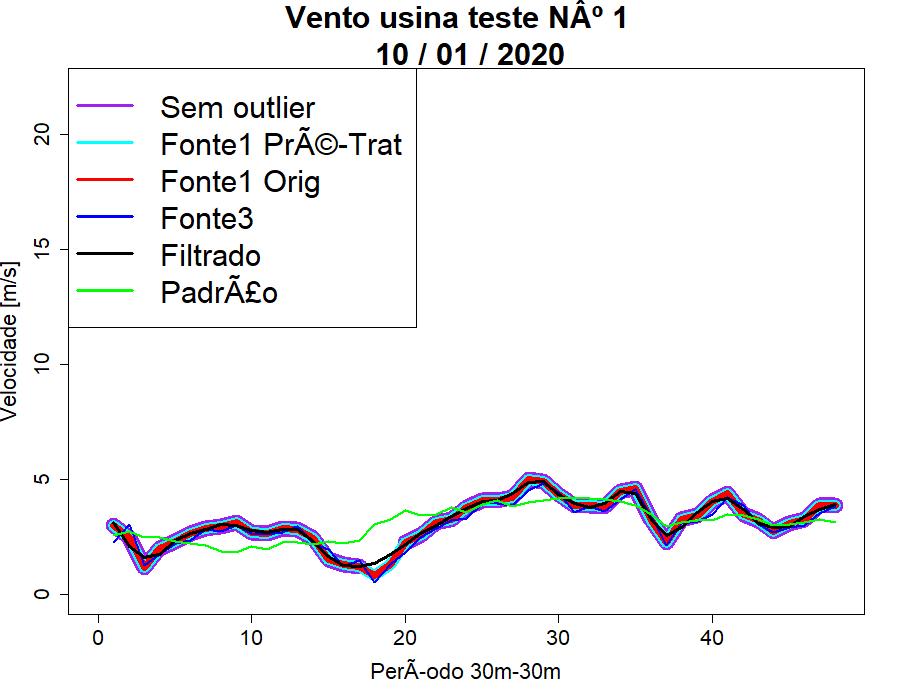 Vento usina teste NÂº 1
10 / 01 / 2020
Sem outlier
Fonte1 PrÃ©-Trat
Fonte1 Orig
Fonte3
Filtrado
PadrÃ£o
Velocidade [m/s]
20
15
10
5
0
0 10 20 30 40
PerÃ-odo 30m-30m